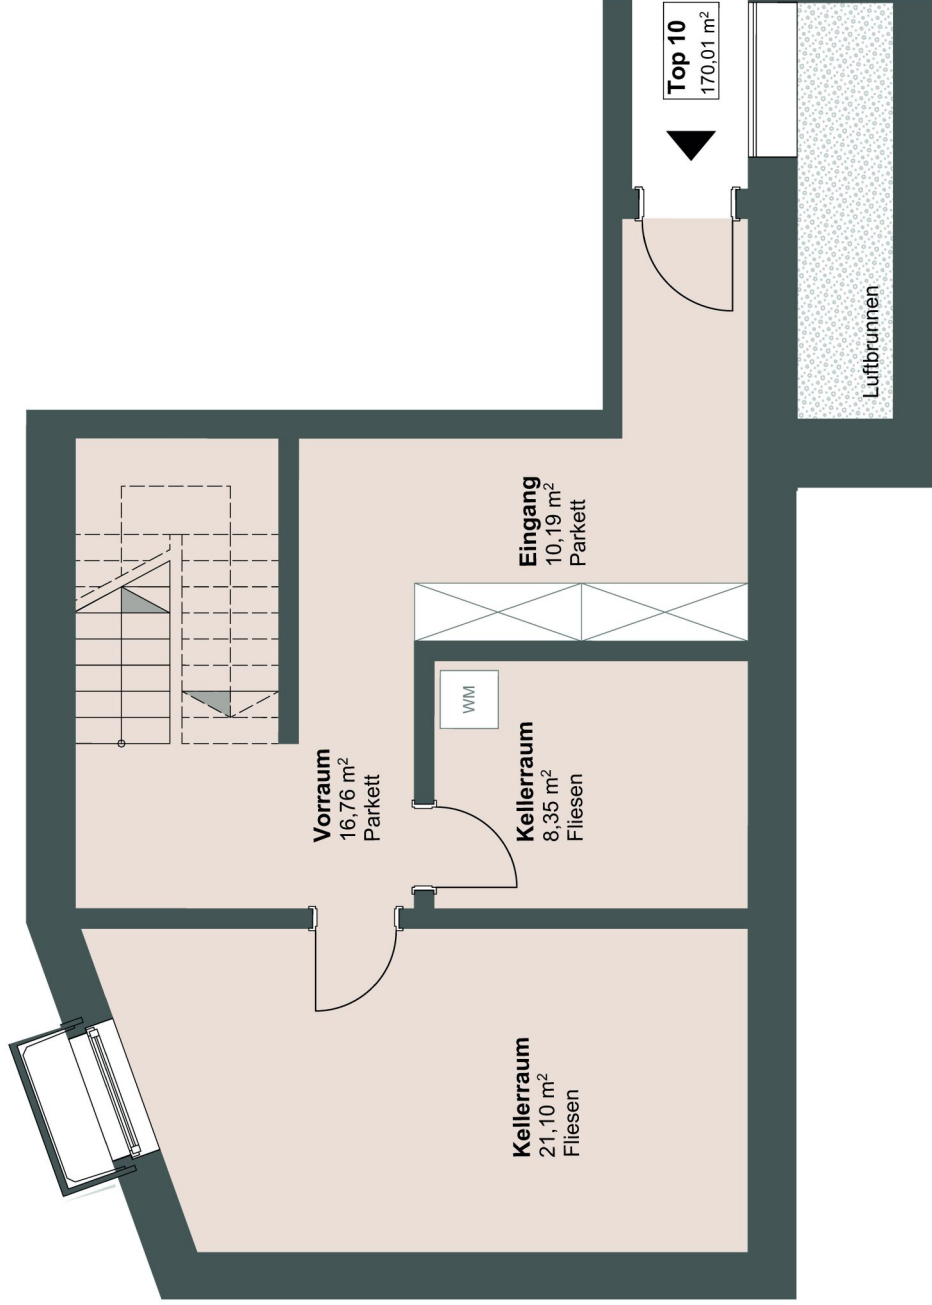 Top 10
170,01 m²
Luftbrunnen
Eingang
10,19 m²
Parkett
WM
Vorraum
16,76 m²
Parkett
Kellerraum
8,35 m²
Fliesen
Kellerraum
21,10 m²
Fliesen